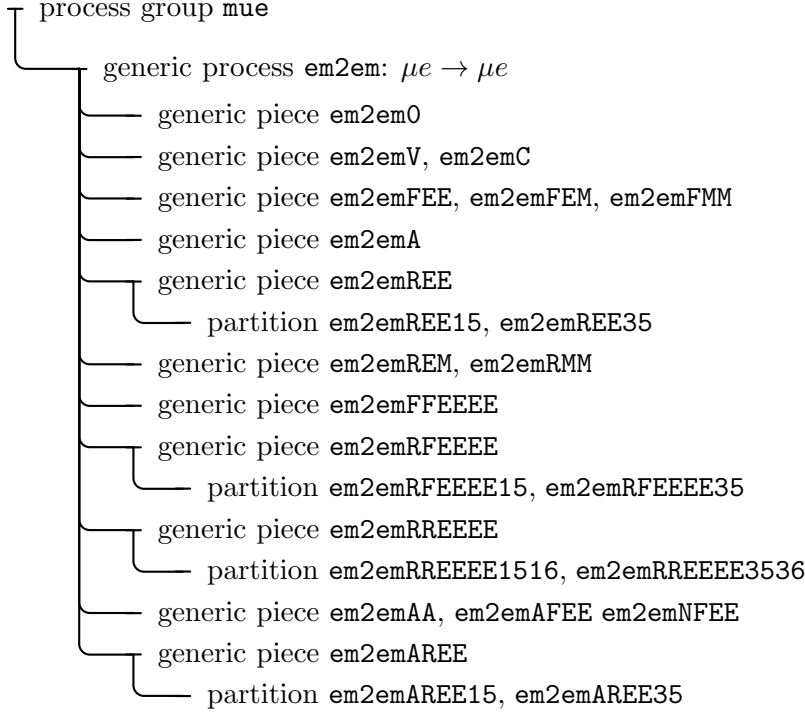 process group mue
generic process em2em: μe → μe
generic piece em2em0
generic piece em2emV, em2emC
generic piece em2emFEE, em2emFEM, em2emFMM
generic piece em2emA
generic piece em2emREE
partition em2emREE15, em2emREE35
generic piece em2emREM, em2emRMM
generic piece em2emFFEEEE
generic piece em2emRFEEEE
partition em2emRFEEEE15, em2emRFEEEE35
generic piece em2emRREEEE
partition em2emRREEEE1516, em2emRREEEE3536
generic piece em2emAA, em2emAFEE em2emNFEE
generic piece em2emAREE
partition em2emAREE15, em2emAREE35